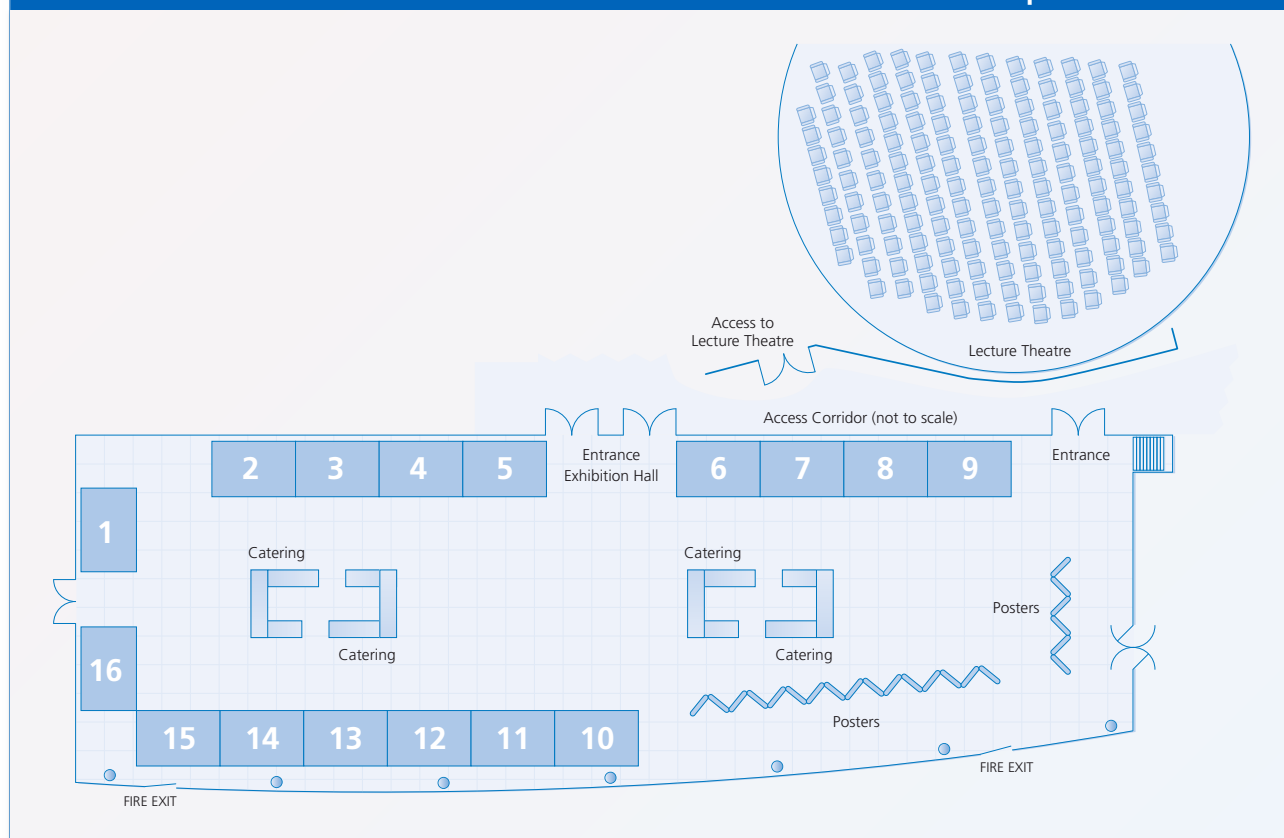 Access to
Lecture Theatre
Lecture Theatre
Access Corridor (not to scale)
2
3
4
5
Entrance
Exhibition Hall
6
7
8
9
Entrance
1
Catering
Catering
Posters
Catering
Catering
16
Posters
15
14
13
12
11
10
FIRE EXIT
FIRE EXIT